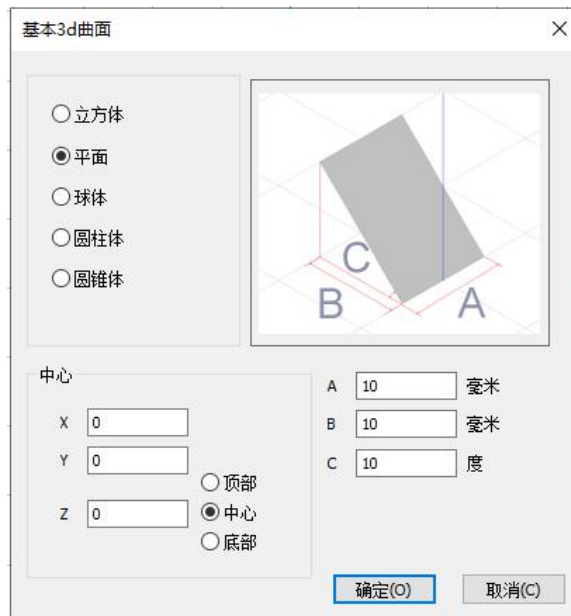 基本3d曲面
立方体
平面
球体
圆柱体
圆锥体
C
B
A
中心
X 0
Y 0
顶部
Z 0 中心
底部
A 10 毫米
B 10 毫米
C 10 度
确定(O) 取消(C)